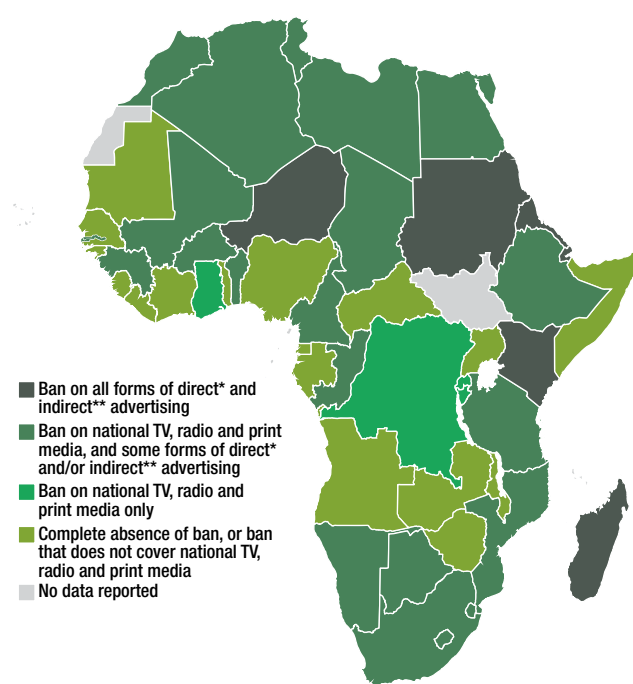 Ban on all forms of direct* and
indirect** advertising
Ban on national TV, radio and print
media, and some forms of direct*
and/or indirect** advertising
Ban on national TV, radio and
print media only
Complete absence of ban, or ban
that does not cover national TV,
radio and print media
No data reported